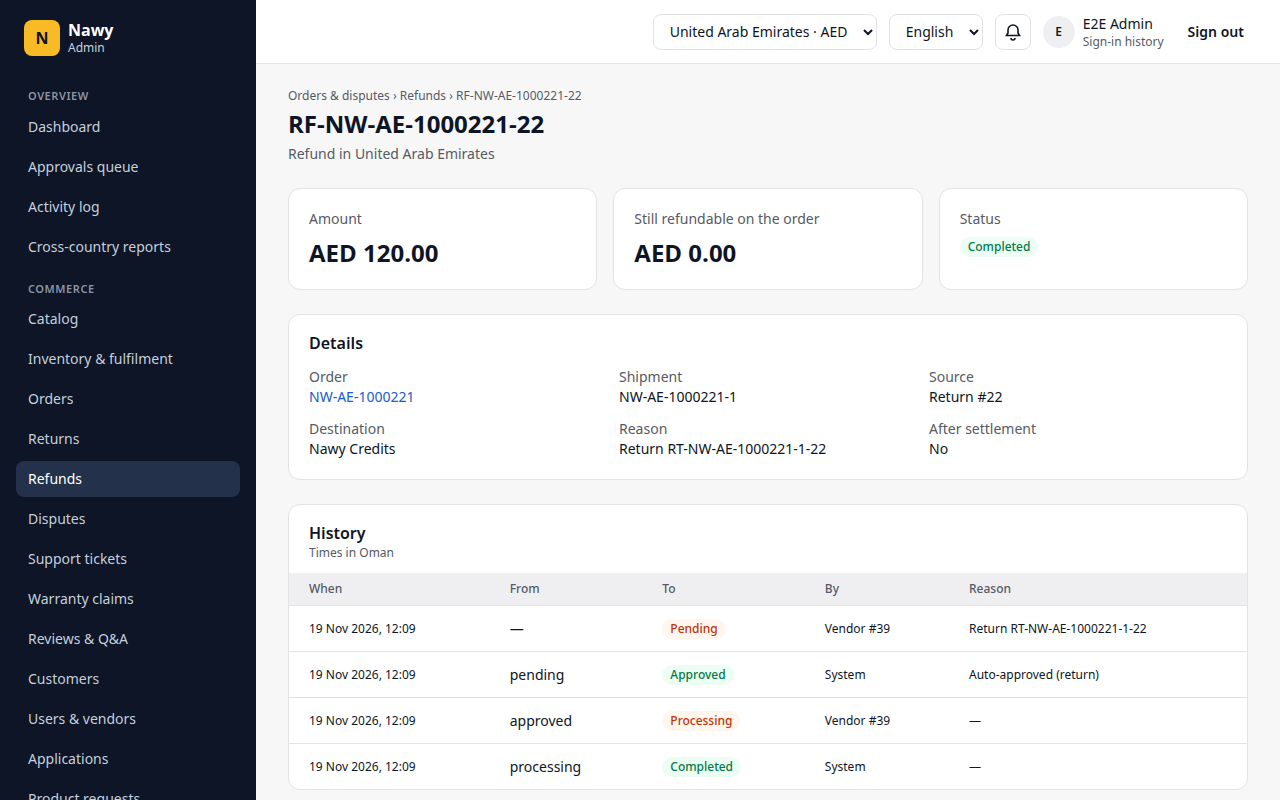 N
Nawy
Admin
United Arab Emirates · AED
English
E
E2E Admin
Sign-in history
Sign out
OVERVIEW
Dashboard
Approvals queue
Activity log
Cross-country reports
COMMERCE
Catalog
Inventory & fulfilment
Orders
Returns
Refunds
Disputes
Support tickets
Warranty claims
Reviews & Q&A
Customers
Users & vendors
Applications
Product requests
Orders & disputes › Refunds › RF-NW-AE-1000221-22
RF-NW-AE-1000221-22
Refund in United Arab Emirates
Amount
AED 120.00
Still refundable on the order
AED 0.00
Status
Completed
Details
Order Shipment Source
NW-AE-1000221 NW-AE-1000221-1 Return #22
Destination Reason After settlement
Nawy Credits Return RT-NW-AE-1000221-1-22 No
History
Times in Oman
When From To By Reason
19 Nov 2026, 12:09 — Pending Vendor #39 Return RT-NW-AE-1000221-1-22
19 Nov 2026, 12:09 pending Approved System Auto-approved (return)
19 Nov 2026, 12:09 approved Processing Vendor #39 —
19 Nov 2026, 12:09 processing Completed System —